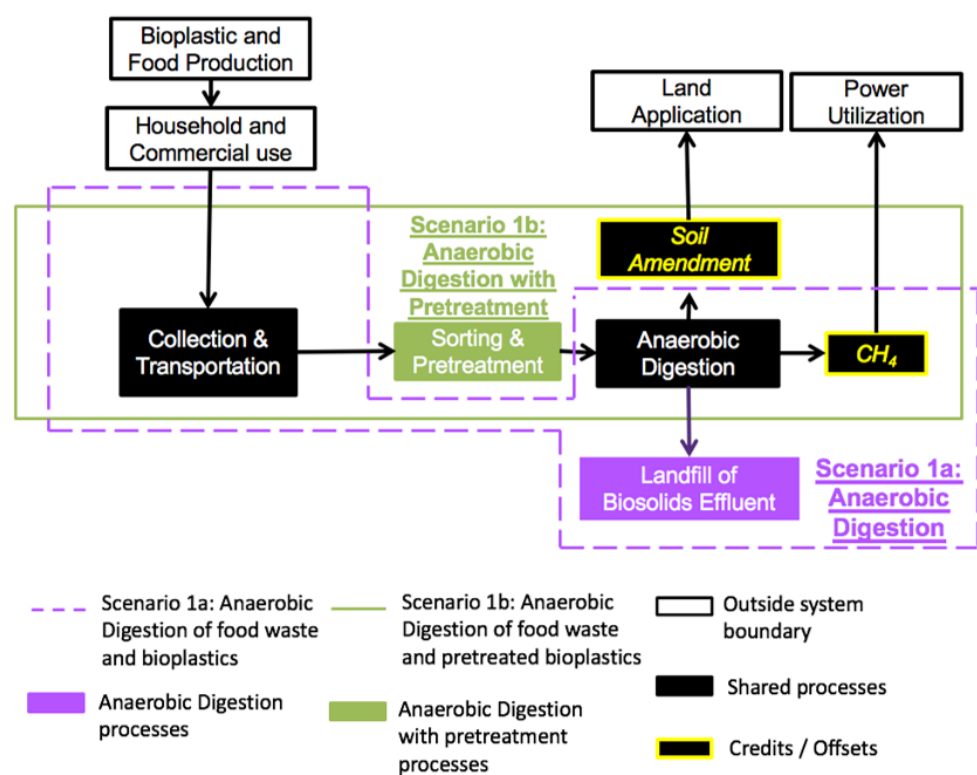 Bioplastic and
Food Production
Household and
Commercial use
Land
Application
Power
Utilization
Scenario 1b:
Anaerobic
Digestion with
Pretreatment
Soil
Amendment
Collection &
Transportation
Sorting &
Pretreatment
Anaerobic
Digestion
CH₄
Landfill of
Biosolids Effluent
Scenario 1a:
Anaerobic
Digestion
Scenario 1a: Anaerobic
Digestion of food waste
and bioplastics
Scenario 1b: Anaerobic
Digestion of food waste
and pretreated bioplastics
Outside system
boundary
Anaerobic Digestion
processes
Anaerobic Digestion
with pretreatment
processes
Shared processes
Credits / Offsets